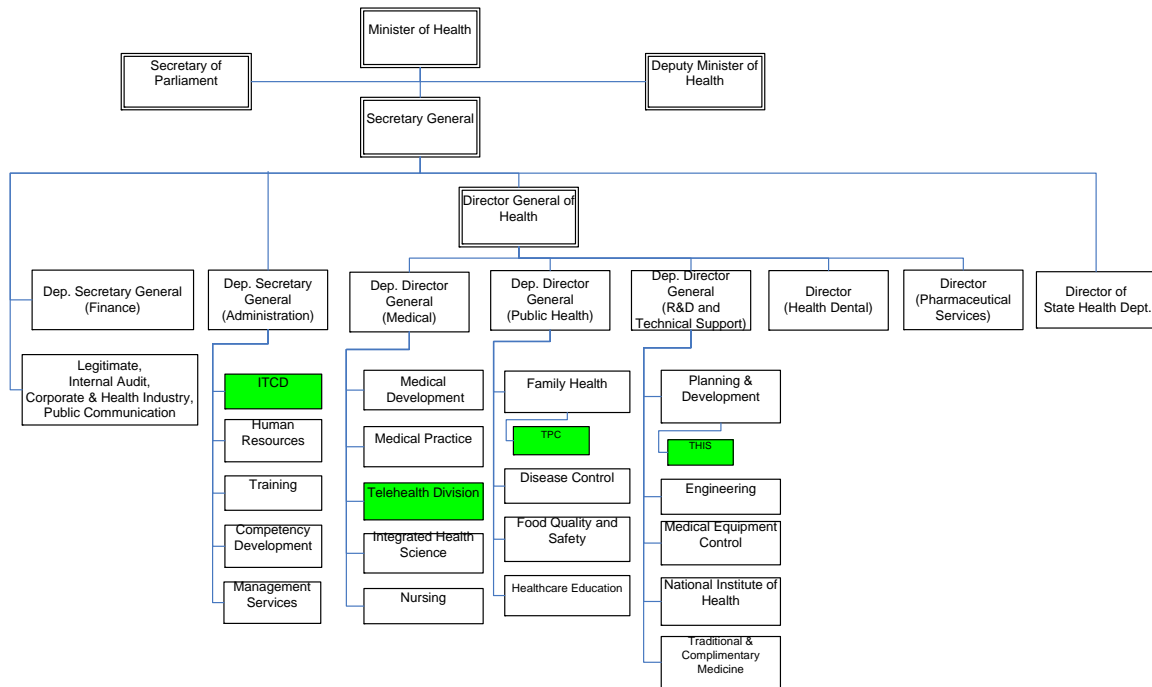 Minister of Health
Secretary of
Parliament
Deputy Minister of
Health
Secretary General
Director General of
Health
Dep. Secretary General
(Finance)
Dep. Secretary
General
(Administration)
Dep. Director
General
(Medical)
Dep. Director
General
(Public Health)
Dep. Director
General
(R&D and
Technical Support)
Director
(Health Dental)
Director
(Pharmaceutical
Services)
Director of
State Health Dept.
Legitimate,
Internal Audit,
Corporate & Health Industry,
Public Communication
ITCD
Human
Resources
Training
Competency
Development
Management
Services
Medical
Development
Medical Practice
Telehealth Division
Integrated Health
Science
Nursing
Family Health
TPC
Disease Control
Food Quality and
Safety
Healthcare Education
Planning &
Development
THIS
Engineering
Medical Equipment
Control
National Institute of
Health
Traditional &
Complimentary
Medicine